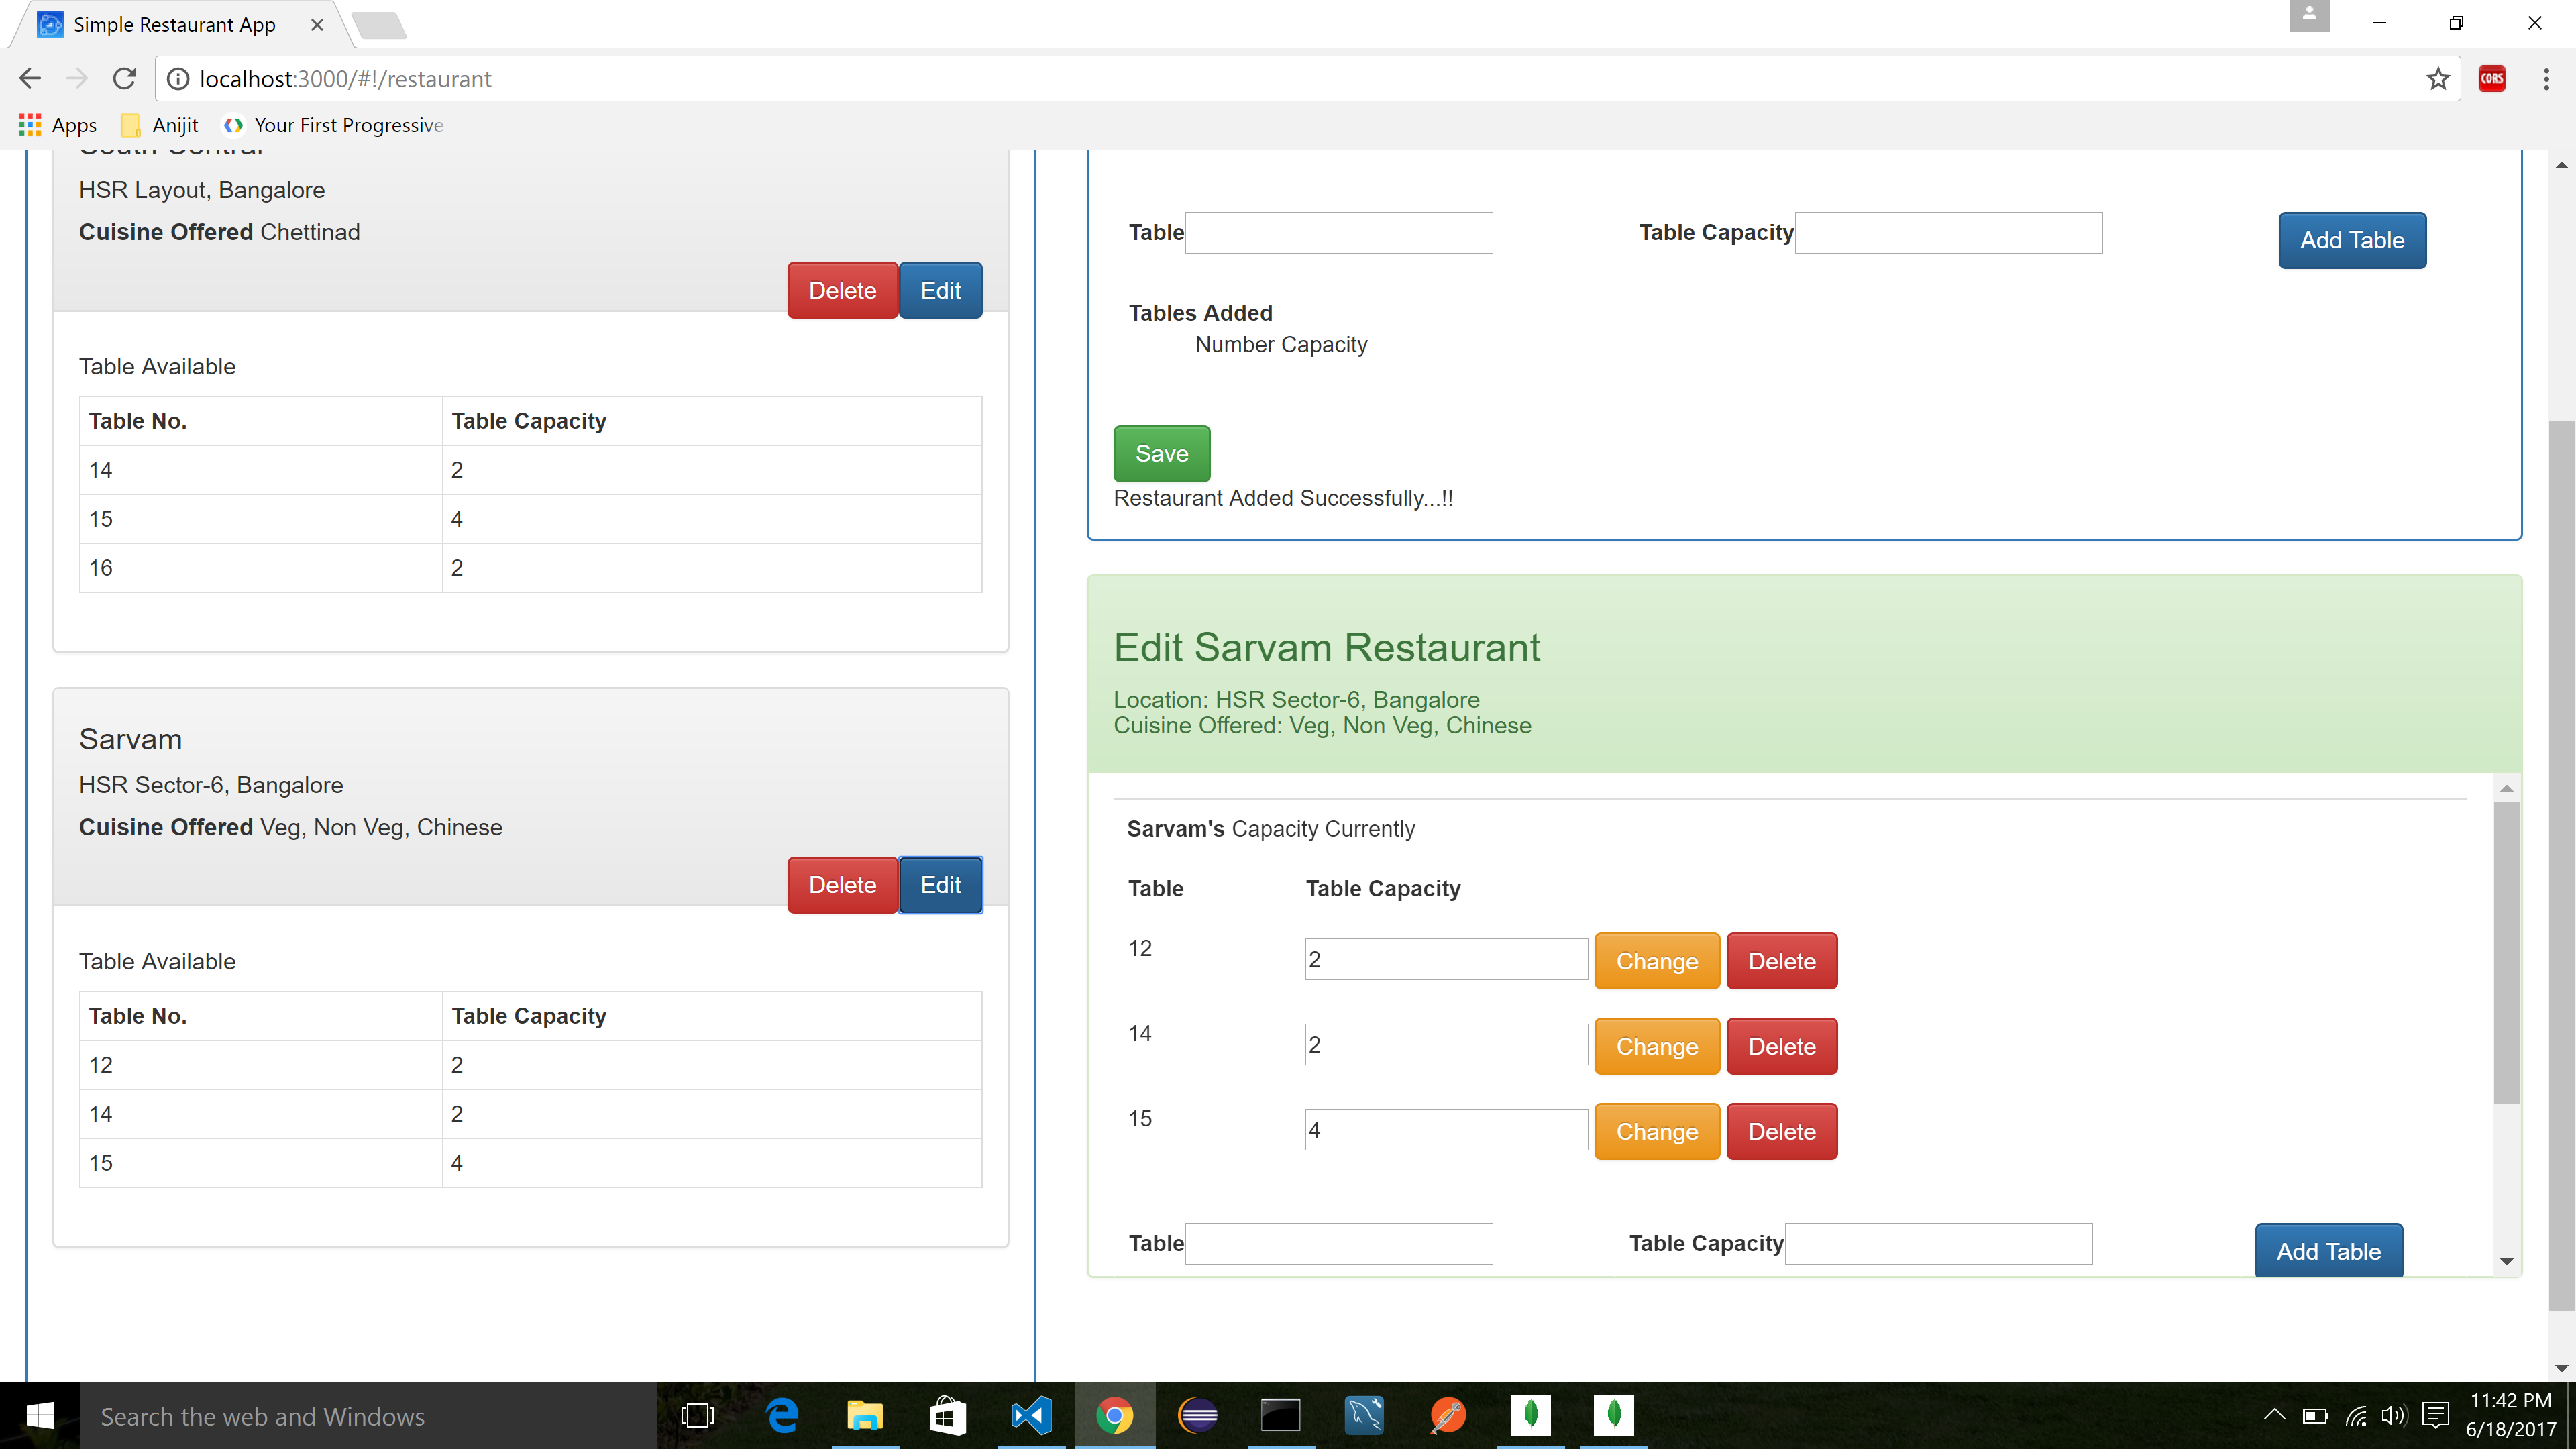 Simple Restaurant App
localhost:3000/#!/restaurant
CORS
Apps
Anijit
Your First Progressive
South Central
HSR Layout, Bangalore
Cuisine Offered Chettinad
Delete
Edit
Table Available
Table No. Table Capacity
14 2
15 4
16 2
Sarvam
HSR Sector-6, Bangalore
Cuisine Offered Veg, Non Veg, Chinese
Delete
Edit
Table Available
Table No. Table Capacity
12 2
14 2
15 4
Table
Table Capacity
Add Table
Tables Added
Number Capacity
Save
Restaurant Added Successfully...!!
Edit Sarvam Restaurant
Location: HSR Sector-6, Bangalore
Cuisine Offered: Veg, Non Veg, Chinese
Sarvam's Capacity Currently
Table Table Capacity
12 2 Change Delete
14 2 Change Delete
15 4 Change Delete
Table
Table Capacity
Add Table
Search the web and Windows
11:42 PM
6/18/2017